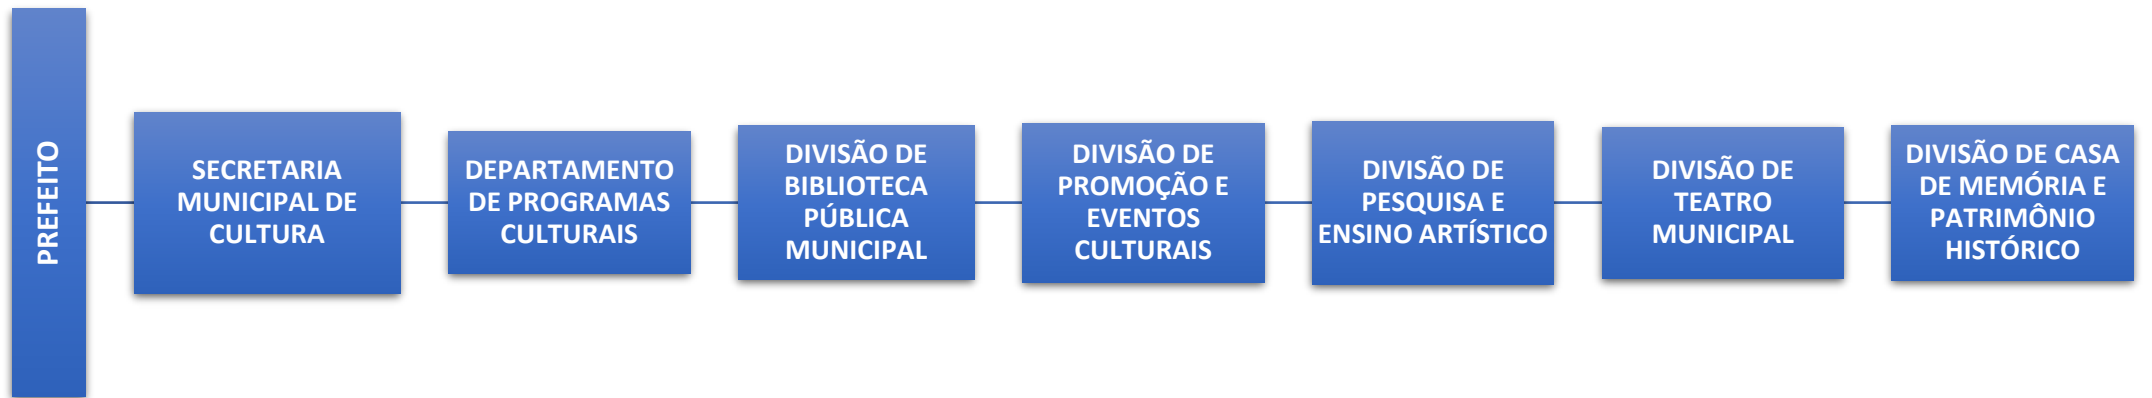 PREFEITO
SECRETARIA
MUNICIPAL DE
CULTURA
DEPARTAMENTO
DE PROGRAMAS
CULTURAIS
DIVISÃO DE
BIBLIOTECA
PÚBLICA
MUNICIPAL
DIVISÃO DE
PROMOÇÃO E
EVENTOS
CULTURAIS
DIVISÃO DE
PESQUISA E
ENSINO ARTÍSTICO
DIVISÃO DE
TEATRO
MUNICIPAL
DIVISÃO DE CASA
DE MEMÓRIA E
PATRIMÔNIO
HISTÓRICO